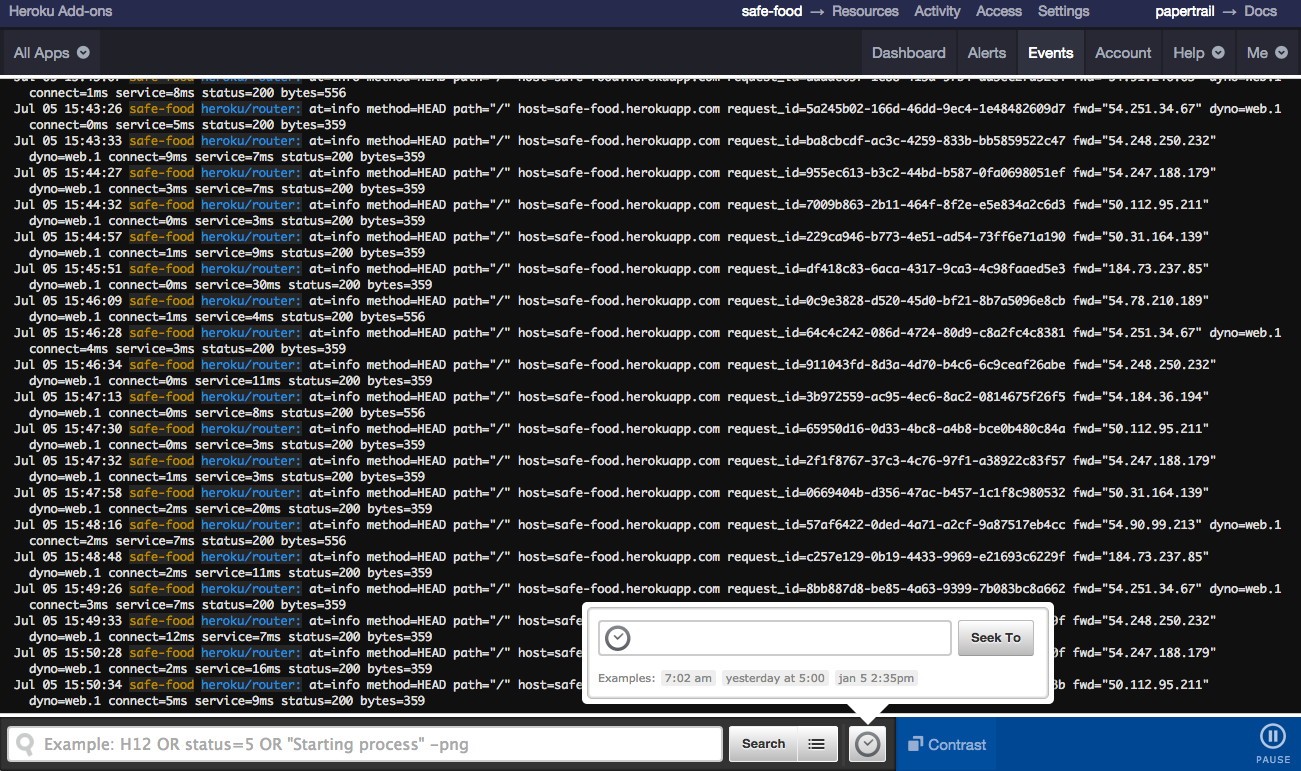 Heroku Add-ons safe-food → Resources Activity Access Settings papertrail → Docs
All Apps Dashboard Alerts Events Account Help Me
connect=1ms service=8ms status=200 bytes=556
Jul 05 15:43:26 safe-food heroku/router: at=info method=HEAD path="/" host=safe-food.herokuapp.com request_id=5a245b02-166d-46dd-9ec4-1e48482609d7 fwd="54.251.34.67" dyno=web.1
connect=0ms service=5ms status=200 bytes=359
Jul 05 15:43:33 safe-food heroku/router: at=info method=HEAD path="/" host=safe-food.herokuapp.com request_id=ba8cbcdf-ac3c-4259-833b-bb5859522c47 fwd="54.248.250.232"
dyno=web.1 connect=9ms service=7ms status=200 bytes=359
Jul 05 15:44:27 safe-food heroku/router: at=info method=HEAD path="/" host=safe-food.herokuapp.com request_id=955ec613-b3c2-44bd-b587-0fa0698051ef fwd="54.247.188.179"
dyno=web.1 connect=3ms service=7ms status=200 bytes=359
Jul 05 15:44:32 safe-food heroku/router: at=info method=HEAD path="/" host=safe-food.herokuapp.com request_id=7009b863-2b11-464f-8f2e-e5e834a2c6d3 fwd="50.112.95.211"
dyno=web.1 connect=0ms service=3ms status=200 bytes=359
Jul 05 15:44:57 safe-food heroku/router: at=info method=HEAD path="/" host=safe-food.herokuapp.com request_id=229ca946-b773-4e51-ad54-73ff6e71a190 fwd="50.31.164.139"
dyno=web.1 connect=1ms service=9ms status=200 bytes=359
Jul 05 15:45:51 safe-food heroku/router: at=info method=HEAD path="/" host=safe-food.herokuapp.com request_id=df418c83-6aca-4317-9ca3-4c98faaed5e3 fwd="184.73.237.85"
dyno=web.1 connect=0ms service=30ms status=200 bytes=359
Jul 05 15:46:09 safe-food heroku/router: at=info method=HEAD path="/" host=safe-food.herokuapp.com request_id=0c9e3828-d520-45d0-bf21-8b7a5096e8cb fwd="54.78.210.189"
dyno=web.1 connect=1ms service=4ms status=200 bytes=556
Jul 05 15:46:28 safe-food heroku/router: at=info method=HEAD path="/" host=safe-food.herokuapp.com request_id=64c4c242-086d-4724-80d9-c8a2fc4c8381 fwd="54.251.34.67" dyno=web.1
connect=4ms service=3ms status=200 bytes=359
Jul 05 15:46:34 safe-food heroku/router: at=info method=HEAD path="/" host=safe-food.herokuapp.com request_id=911043fd-8d3a-4d70-b4c6-6c9ceaf26abe fwd="54.248.250.232"
dyno=web.1 connect=0ms service=11ms status=200 bytes=359
Jul 05 15:47:13 safe-food heroku/router: at=info method=HEAD path="/" host=safe-food.herokuapp.com request_id=3b972559-ac95-4ec6-8ac2-0814675f26f5 fwd="54.184.36.194"
dyno=web.1 connect=0ms service=8ms status=200 bytes=556
Jul 05 15:47:30 safe-food heroku/router: at=info method=HEAD path="/" host=safe-food.herokuapp.com request_id=65950d16-0d33-4bc8-a4b8-bce0b480c84a fwd="50.112.95.211"
dyno=web.1 connect=0ms service=3ms status=200 bytes=359
Jul 05 15:47:32 safe-food heroku/router: at=info method=HEAD path="/" host=safe-food.herokuapp.com request_id=2f1f8767-37c3-4c76-97f1-a38922c83f57 fwd="54.247.188.179"
dyno=web.1 connect=1ms service=3ms status=200 bytes=359
Jul 05 15:47:58 safe-food heroku/router: at=info method=HEAD path="/" host=safe-food.herokuapp.com request_id=0669404b-d356-47ac-b457-1c1f8c980532 fwd="50.31.164.139"
dyno=web.1 connect=2ms service=20ms status=200 bytes=359
Jul 05 15:48:16 safe-food heroku/router: at=info method=HEAD path="/" host=safe-food.herokuapp.com request_id=57af6422-0ded-4a71-a2cf-9a87517eb4cc fwd="54.90.99.213" dyno=web.1
connect=2ms service=7ms status=200 bytes=556
Jul 05 15:48:48 safe-food heroku/router: at=info method=HEAD path="/" host=safe-food.herokuapp.com request_id=c257e129-0b19-4433-9969-e21693c6229f fwd="184.73.237.85"
dyno=web.1 connect=2ms service=11ms status=200 bytes=359
Jul 05 15:49:26 safe-food heroku/router: at=info method=HEAD path="/" host=safe-food.herokuapp.com request_id=8bb887d8-be85-4a63-9399-7b083bc8a662 fwd="54.251.34.67" dyno=web.1
connect=3ms service=7ms status=200 bytes=359
Jul 05 15:49:33 safe-food heroku/router: at=info method=HEAD path="/" host=safe fwd="54.248.250.232"
dyno=web.1 connect=12ms service=7ms status=200 bytes=359
Jul 05 15:50:28 safe-food heroku/router: at=info method=HEAD path="/" host=safe fwd="54.247.188.179"
dyno=web.1 connect=2ms service=16ms status=200 bytes=359
Jul 05 15:50:34 safe-food heroku/router: at=info method=HEAD path="/" host=safe fwd="50.112.95.211"
dyno=web.1 connect=5ms service=9ms status=200 bytes=359
Seek To
Examples: 7:02 am yesterday at 5:00 jan 5 2:35pm
Example: H12 OR status=5 OR "Starting process" -png Search Contrast PAUSE